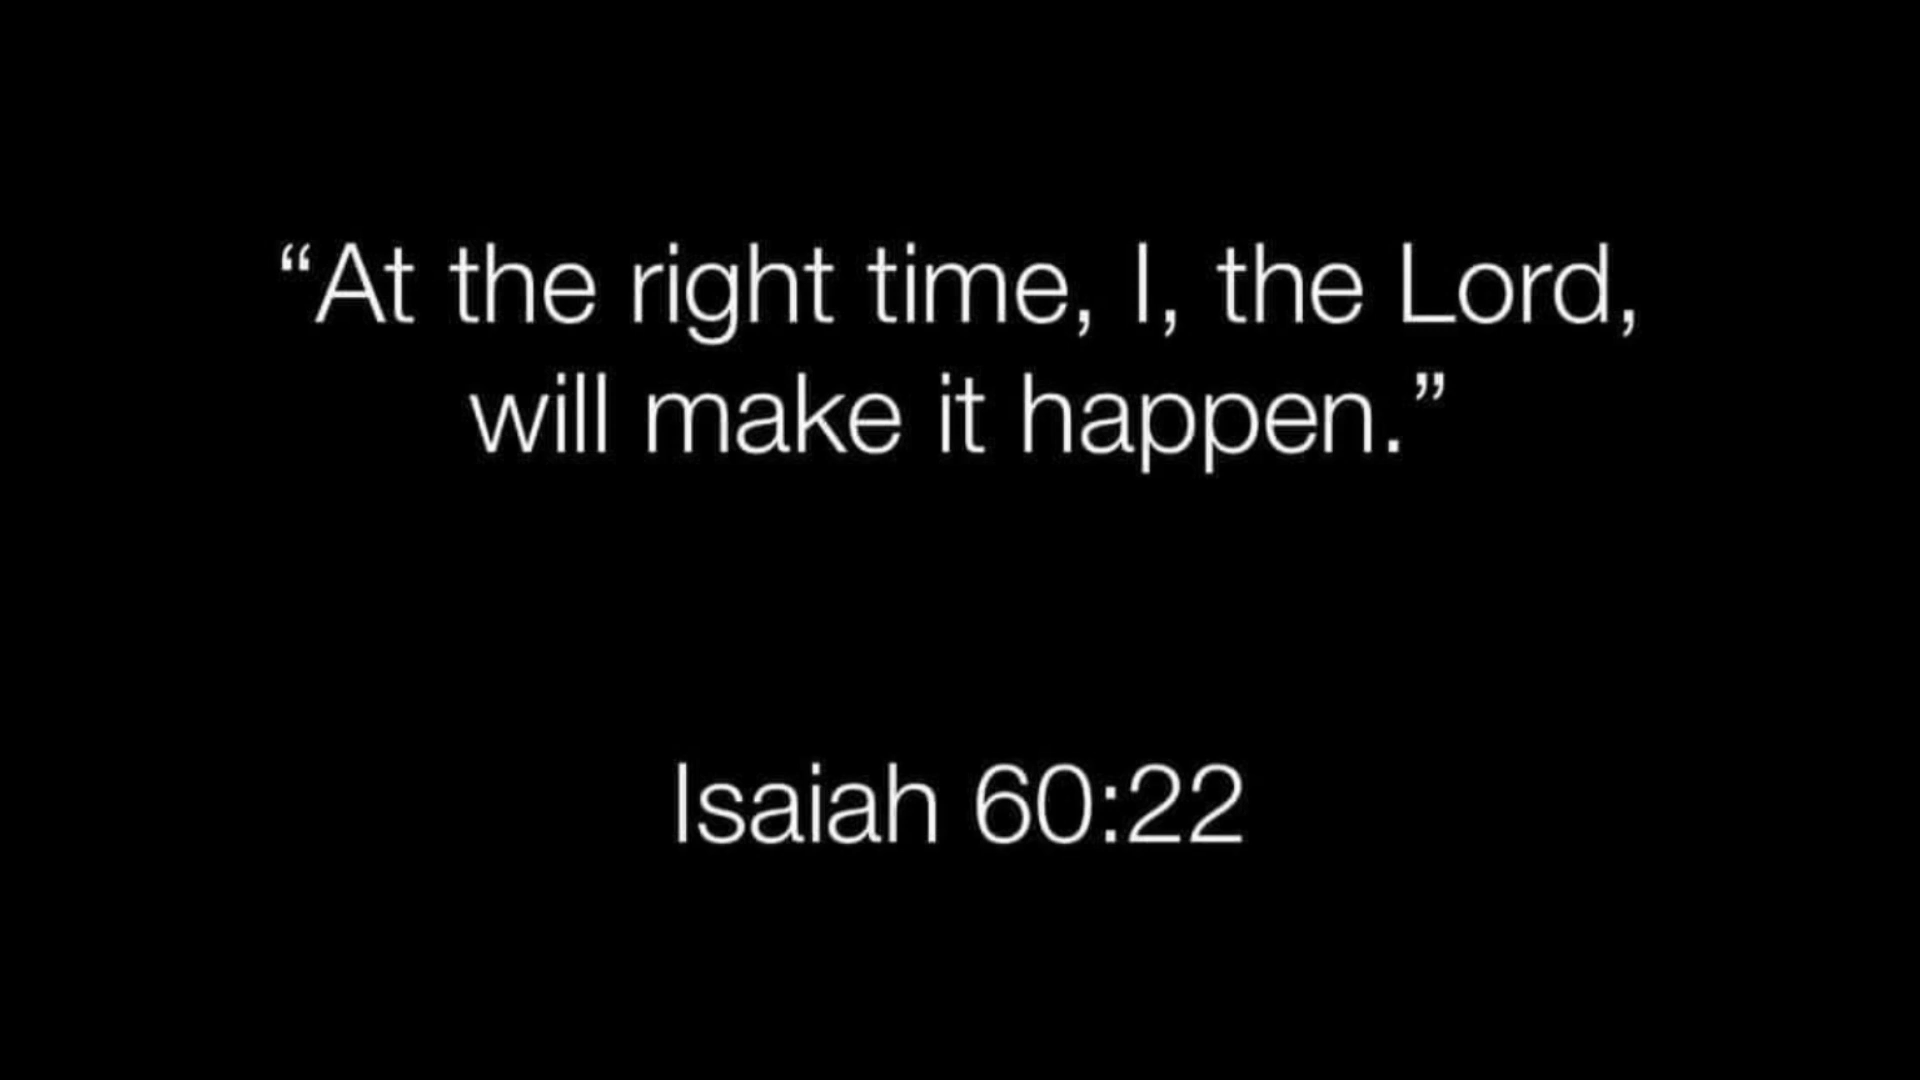 “At the right time, I, the Lord,
will make it happen.”
Isaiah 60:22